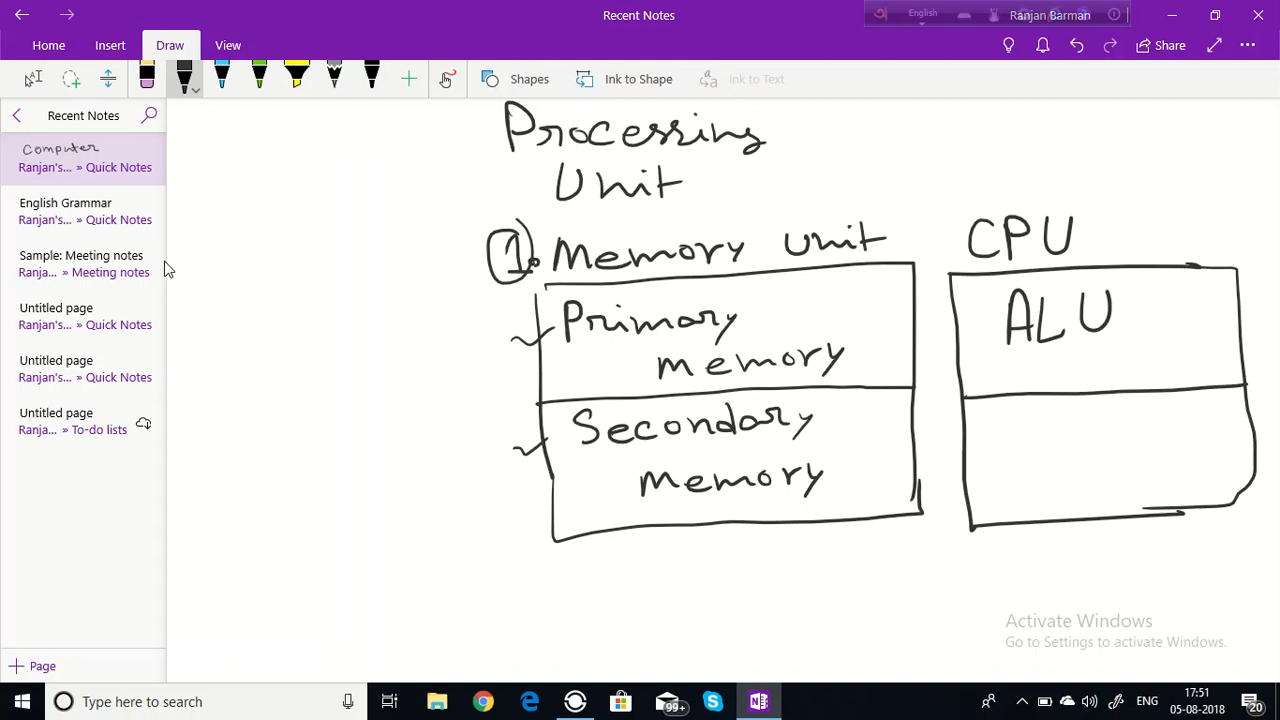 Recent Notes
English
Ranjan Barman
Home Insert Draw View
Share
Shapes
Ink to Shape
Ink to Text
Recent Notes
Computer
Ranjan's... » Quick Notes
English Grammar
Ranjan's... » Quick Notes
Sample: Meeting notes
Ranja... » Meeting notes
Untitled page
Ranjan's... » Quick Notes
Untitled page
Ranjan's... » Quick Notes
Untitled page
Ranja... » To-do lists
Page
Processing
Unit
1. Memory unit
Primary
memory
Secondary
memory
CPU
ALU
Activate Windows
Go to Settings to activate Windows.
Type here to search
99+
ENG
17:51
05-08-2018
20